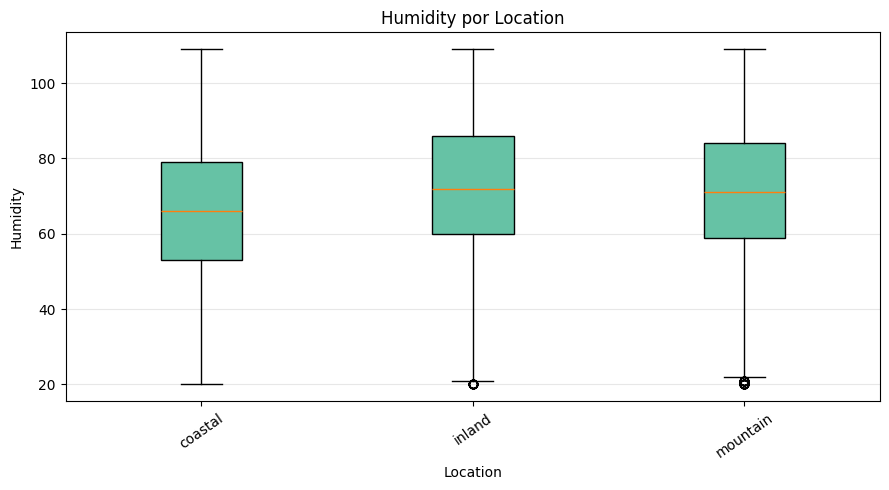 Humidity por Location
Humidity
100
80
60
40
20
coastal
inland
mountain
Location